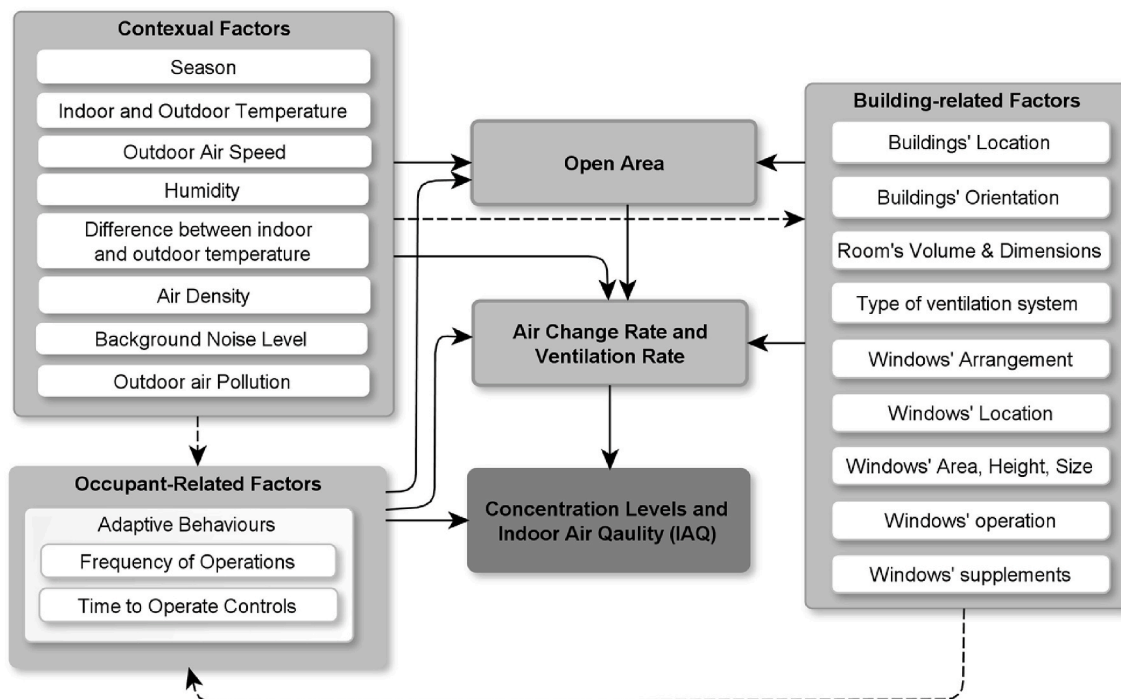 Contexual Factors
Season
Indoor and Outdoor Temperature
Outdoor Air Speed
Humidity
Difference between indoor
and outdoor temperature
Air Density
Background Noise Level
Outdoor air Pollution
Occupant-Related Factors
Adaptive Behaviours
Frequency of Operations
Time to Operate Controls
Open Area
Air Change Rate and
Ventilation Rate
Concentration Levels and
Indoor Air Qaulity (IAQ)
Building-related Factors
Buildings' Location
Buildings' Orientation
Room's Volume & Dimensions
Type of ventilation system
Windows' Arrangement
Windows' Location
Windows' Area, Height, Size
Windows' operation
Windows' supplements